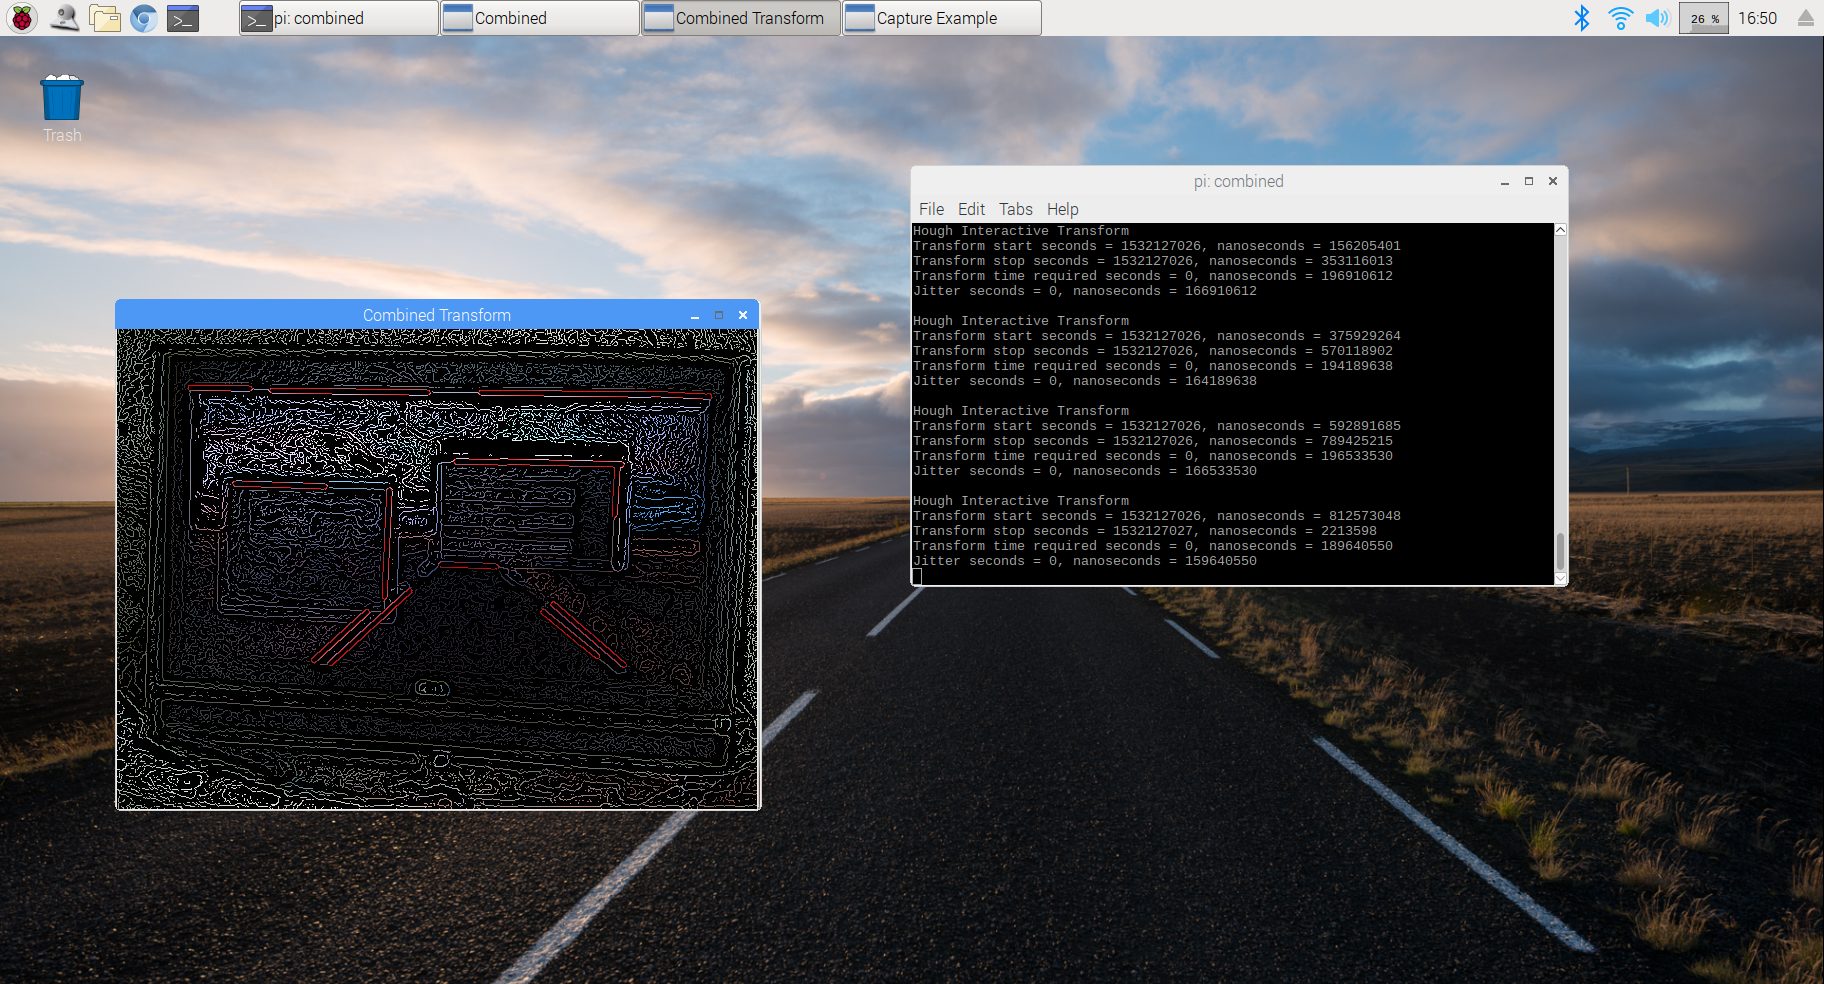 pi: combined
Combined
Combined Transform
Capture Example
26 %
16:50
Trash
pi: combined
File Edit Tabs Help
Hough Interactive Transform
Transform start seconds = 1532127026, nanoseconds = 156205401
Transform stop seconds = 1532127026, nanoseconds = 353116013
Transform time required seconds = 0, nanoseconds = 196910612
Jitter seconds = 0, nanoseconds = 166910612
Hough Interactive Transform
Transform start seconds = 1532127026, nanoseconds = 375929264
Transform stop seconds = 1532127026, nanoseconds = 570118902
Transform time required seconds = 0, nanoseconds = 194189638
Jitter seconds = 0, nanoseconds = 164189638
Hough Interactive Transform
Transform start seconds = 1532127026, nanoseconds = 592891685
Transform stop seconds = 1532127026, nanoseconds = 789425215
Transform time required seconds = 0, nanoseconds = 196533530
Jitter seconds = 0, nanoseconds = 166533530
Hough Interactive Transform
Transform start seconds = 1532127026, nanoseconds = 812573048
Transform stop seconds = 1532127027, nanoseconds = 2213598
Transform time required seconds = 0, nanoseconds = 189640550
Jitter seconds = 0, nanoseconds = 159640550
Combined Transform